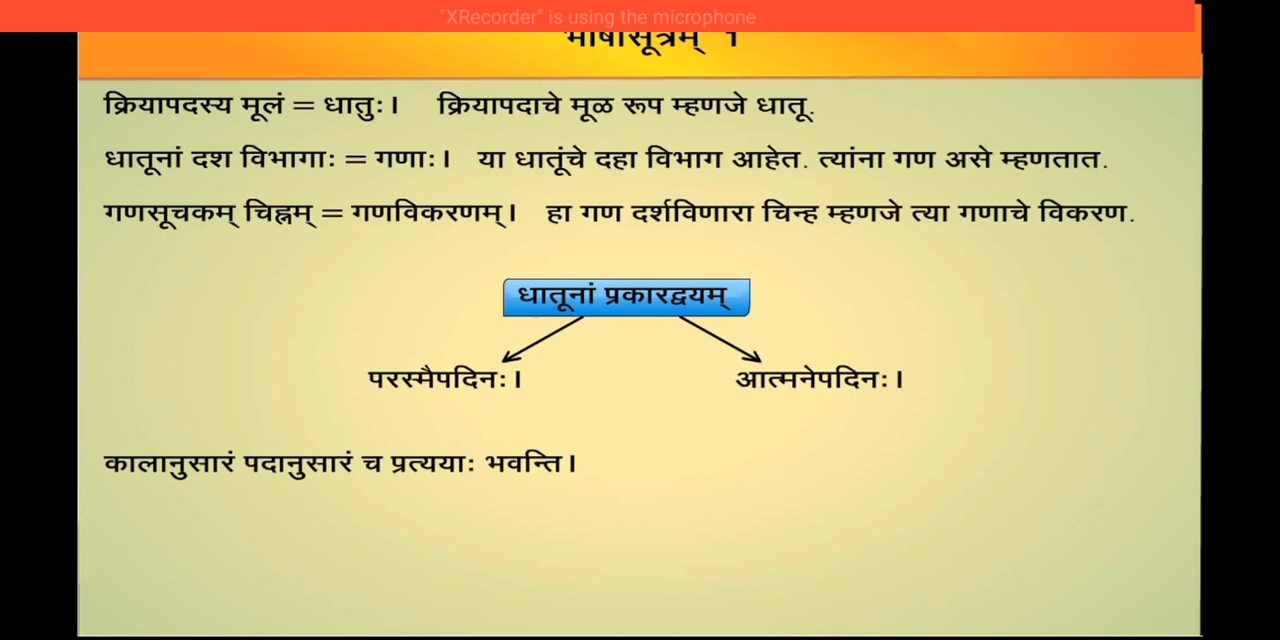 "XRecorder" is using the microphone
भाषासूत्रम् 1
क्रियापदस्य मूलं = धातुः। क्रियापदाचे मूळ रूप म्हणजे धातू.
धातूनां दश विभागाः = गणाः। या धातूंचे दहा विभाग आहेत. त्यांना गण असे म्हणतात.
गणसूचकम् चिह्नम् = गणविकरणम्। हा गण दर्शविणारा चिन्ह म्हणजे त्या गणाचे विकरण.
धातूनां प्रकारद्वयम्
परस्मैपदिनः। आत्मनेपदिनः।
कालानुसारं पदानुसारं च प्रत्ययाः भवन्ति।